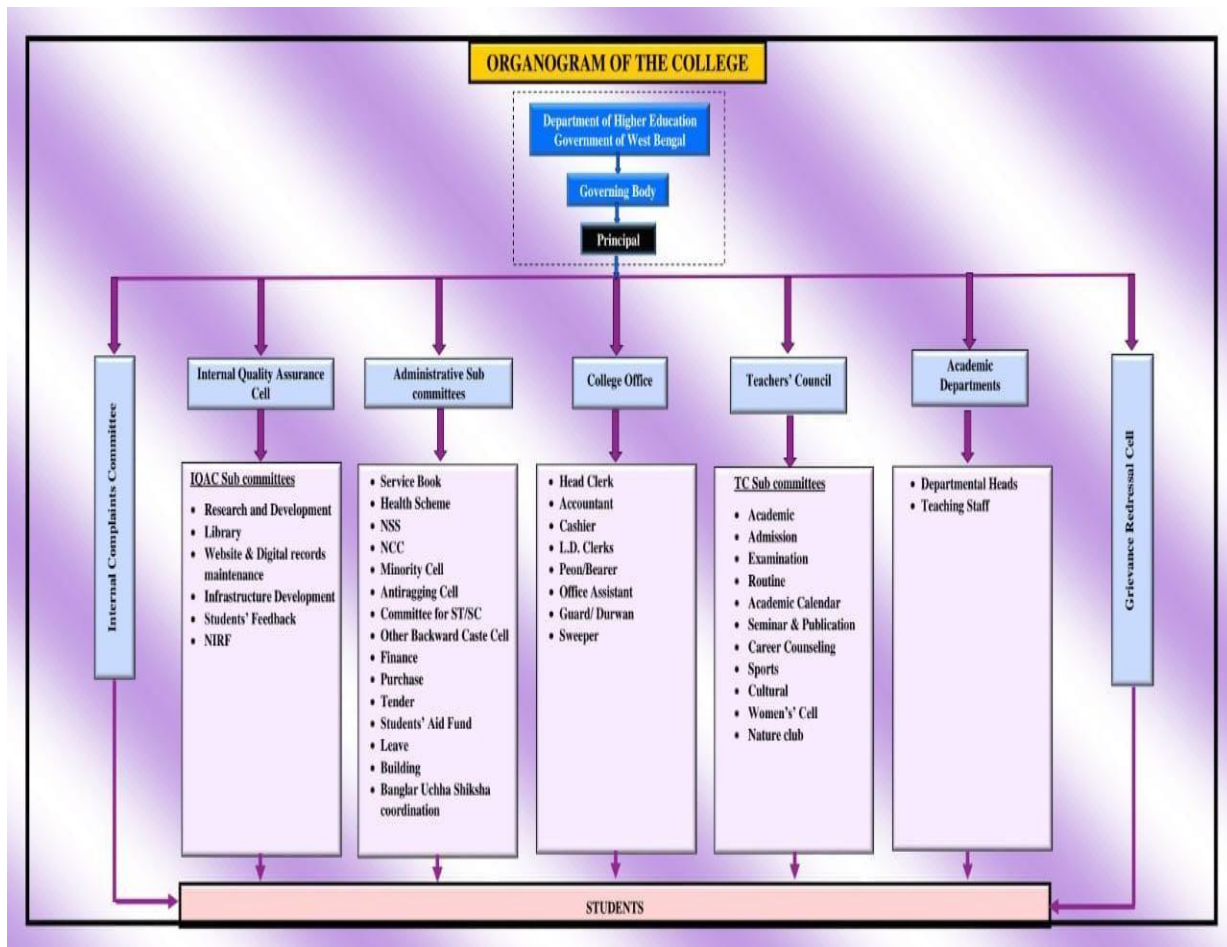 ORGANOGRAM OF THE COLLEGE
Department of Higher Education
Government of West Bengal
Governing Body
Principal
Internal Complaints Committee
Internal Quality Assurance
Cell
IQAC Sub committees
• Research and Development
• Library
• Website & Digital records
maintenance
• Infrastructure Development
• Students' Feedback
• NIRF
Administrative Sub
committees
• Service Book
• Health Scheme
• NSS
• NCC
• Minority Cell
• Antiragging Cell
• Committee for ST/SC
• Other Backward Caste Cell
• Finance
• Purchase
• Tender
• Students' Aid Fund
• Leave
• Building
• Banglar Uchha Shiksha
coordination
College Office
• Head Clerk
• Accountant
• Cashier
• L.D. Clerks
• Peon/Bearer
• Office Assistant
• Guard/ Durwan
• Sweeper
Teachers' Council
TC Sub committees
• Academic
• Admission
• Examination
• Routine
• Academic Calendar
• Seminar & Publication
• Career Counseling
• Sports
• Cultural
• Women's' Cell
• Nature club
Academic
Departments
• Departmental Heads
• Teaching Staff
Grievance Redressal Cell
STUDENTS